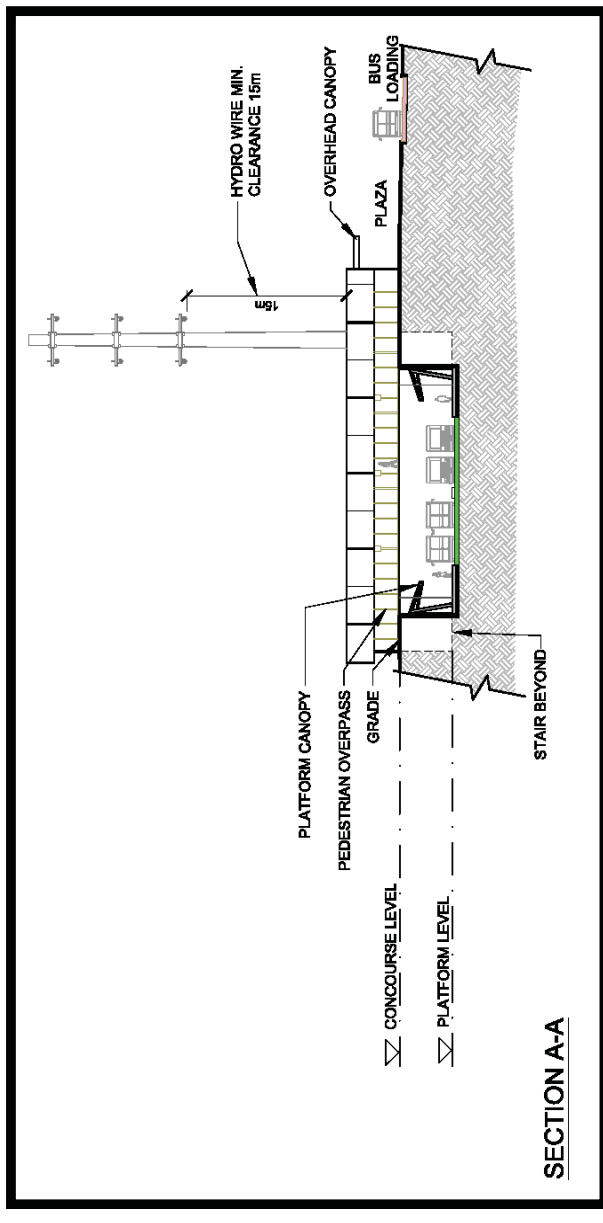 HYDRO WIRE MIN.
CLEARANCE 15m
15m
OVERHEAD CANOPY
PLAZA
BUS
LOADING
PLATFORM CANOPY
PEDESTRIAN OVERPASS
GRADE
STAIR BEYOND
CONCOURSE LEVEL
PLATFORM LEVEL
SECTION A-A